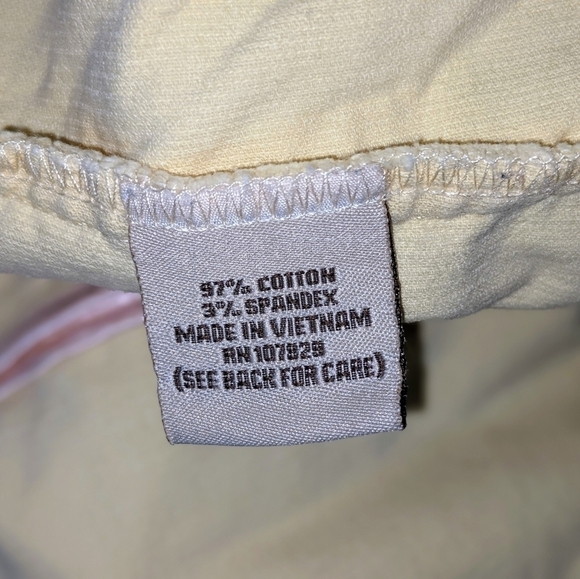 97% COTTON
3% SPANDEX
MADE IN VIETNAM
RN 107929
(SEE BACK FOR CARE)